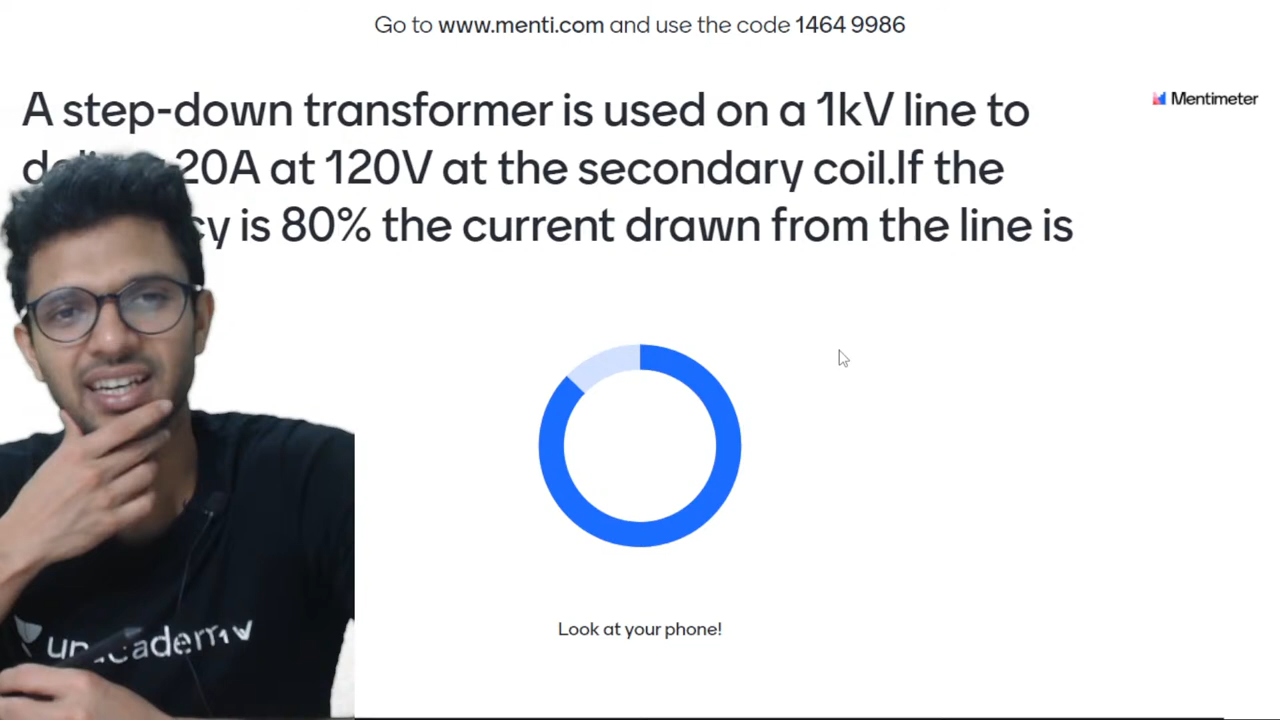 Go to www.menti.com and use the code 1464 9986
Mentimeter
A step-down transformer is used on a 1kV line to
20A at 120V at the secondary coil.If the
is 80% the current drawn from the line is
Look at your phone!